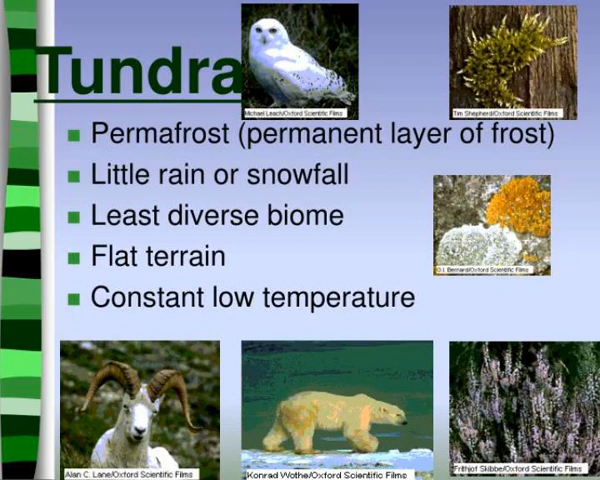 Tundra
Michael Leach/Oxford Scientific Films
Tim Shepherd/Oxford Scientific Films
Permafrost (permanent layer of frost)
Little rain or snowfall
Least diverse biome
Flat terrain
Constant low temperature
G.I. Bernard/Oxford Scientific Films
Alan C. Lane/Oxford Scientific Films
Konrad Wothe/Oxford Scientific Films
Frithjof Skibbe/Oxford Scientific Films